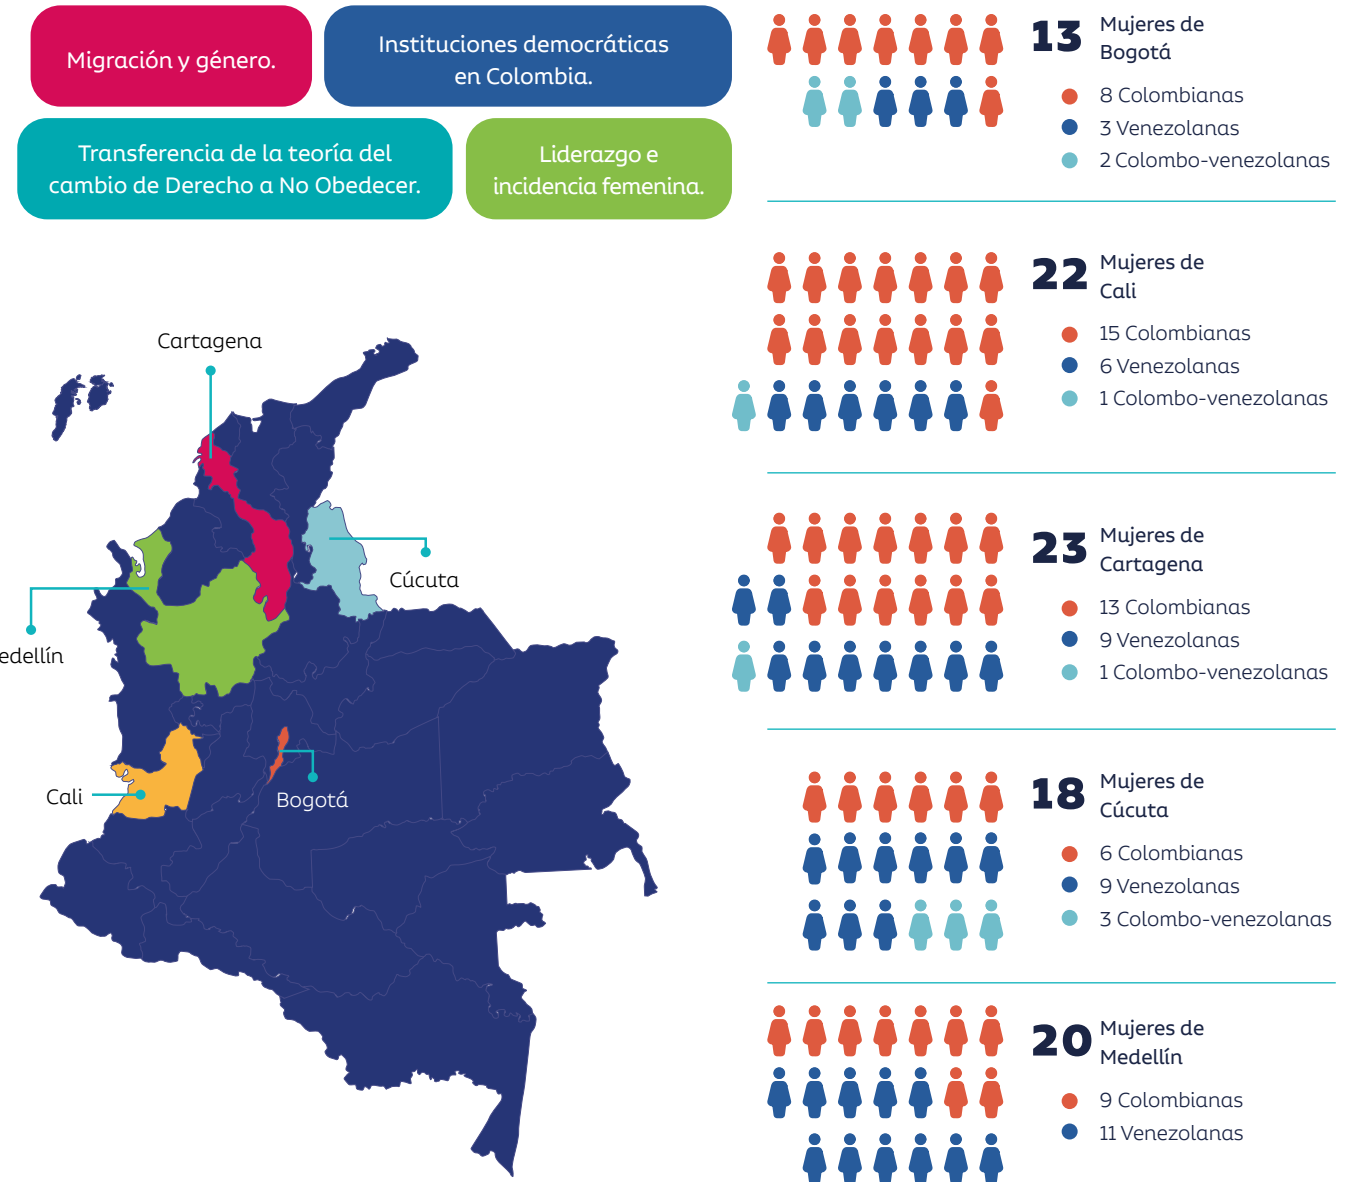 Migración y género.
Instituciones democráticas
en Colombia.
Transferencia de la teoría del
cambio de Derecho a No Obedecer.
Liderazgo e
incidencia femenina.
Cartagena
Cúcuta
edellín
Cali
Bogotá
13 Mujeres de
Bogotá
8 Colombianas
3 Venezolanas
2 Colombo-venezolanas
22 Mujeres de
Cali
15 Colombianas
6 Venezolanas
1 Colombo-venezolanas
23 Mujeres de
Cartagena
13 Colombianas
9 Venezolanas
1 Colombo-venezolanas
18 Mujeres de
Cúcuta
6 Colombianas
9 Venezolanas
3 Colombo-venezolanas
20 Mujeres de
Medellín
9 Colombianas
11 Venezolanas